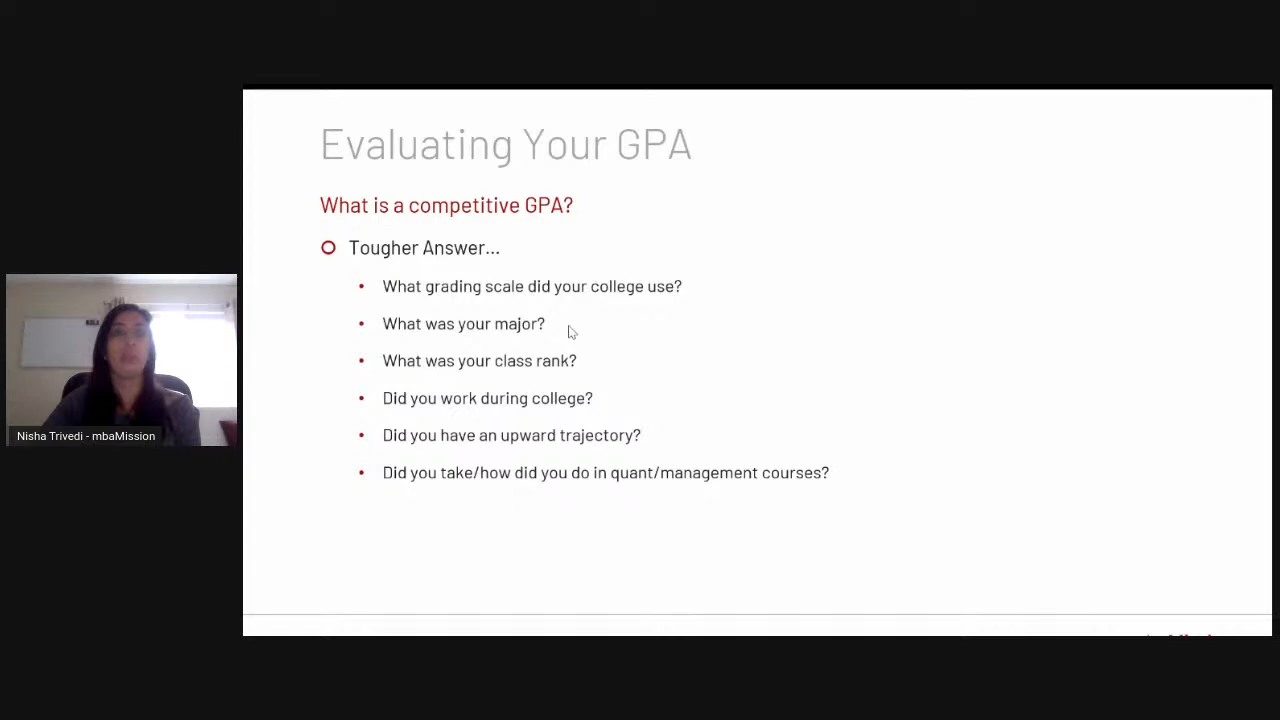 Evaluating Your GPA
What is a competitive GPA?
Tougher Answer...
• What grading scale did your college use?
• What was your major?
• What was your class rank?
• Did you work during college?
• Did you have an upward trajectory?
• Did you take/how did you do in quant/management courses?
Nisha Trivedi - mbaMission